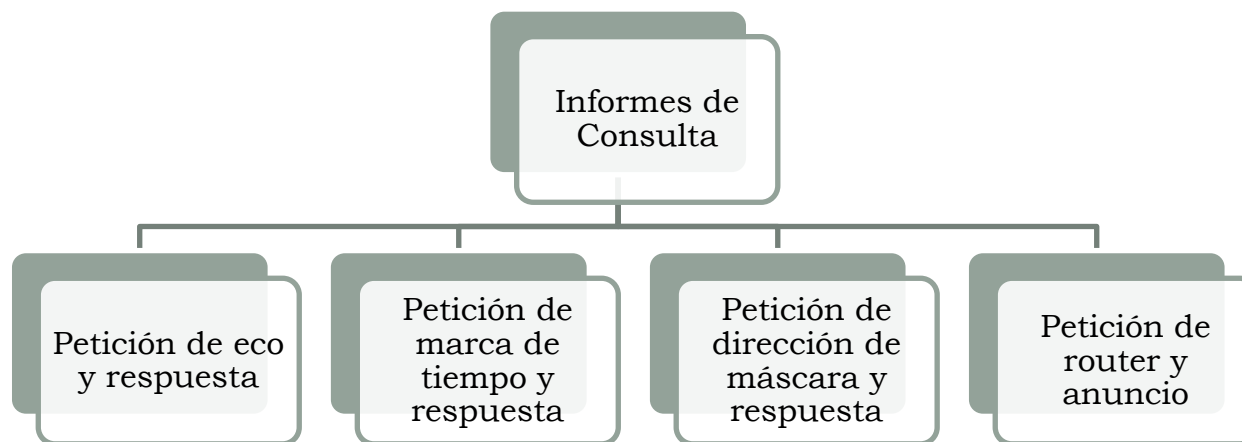 Informes de
Consulta
Petición de eco
y respuesta
Petición de
marca de
tiempo y
respuesta
Petición de
dirección de
máscara y
respuesta
Petición de
router y
anuncio